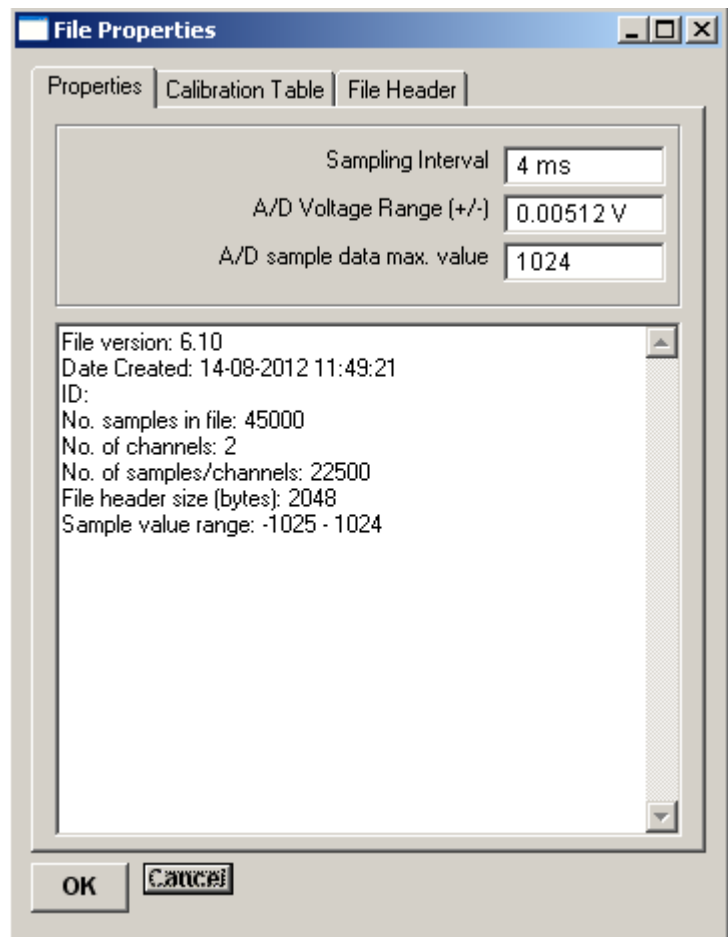 File Properties
Properties
Calibration Table
File Header
Sampling Interval
4 ms
A/D Voltage Range (+/-)
0.00512 V
A/D sample data max. value
1024
File version: 6.10
Date Created: 14-08-2012 11:49:21
ID:
No. samples in file: 45000
No. of channels: 2
No. of samples/channels: 22500
File header size (bytes): 2048
Sample value range: -1025 - 1024
OK
Cancel